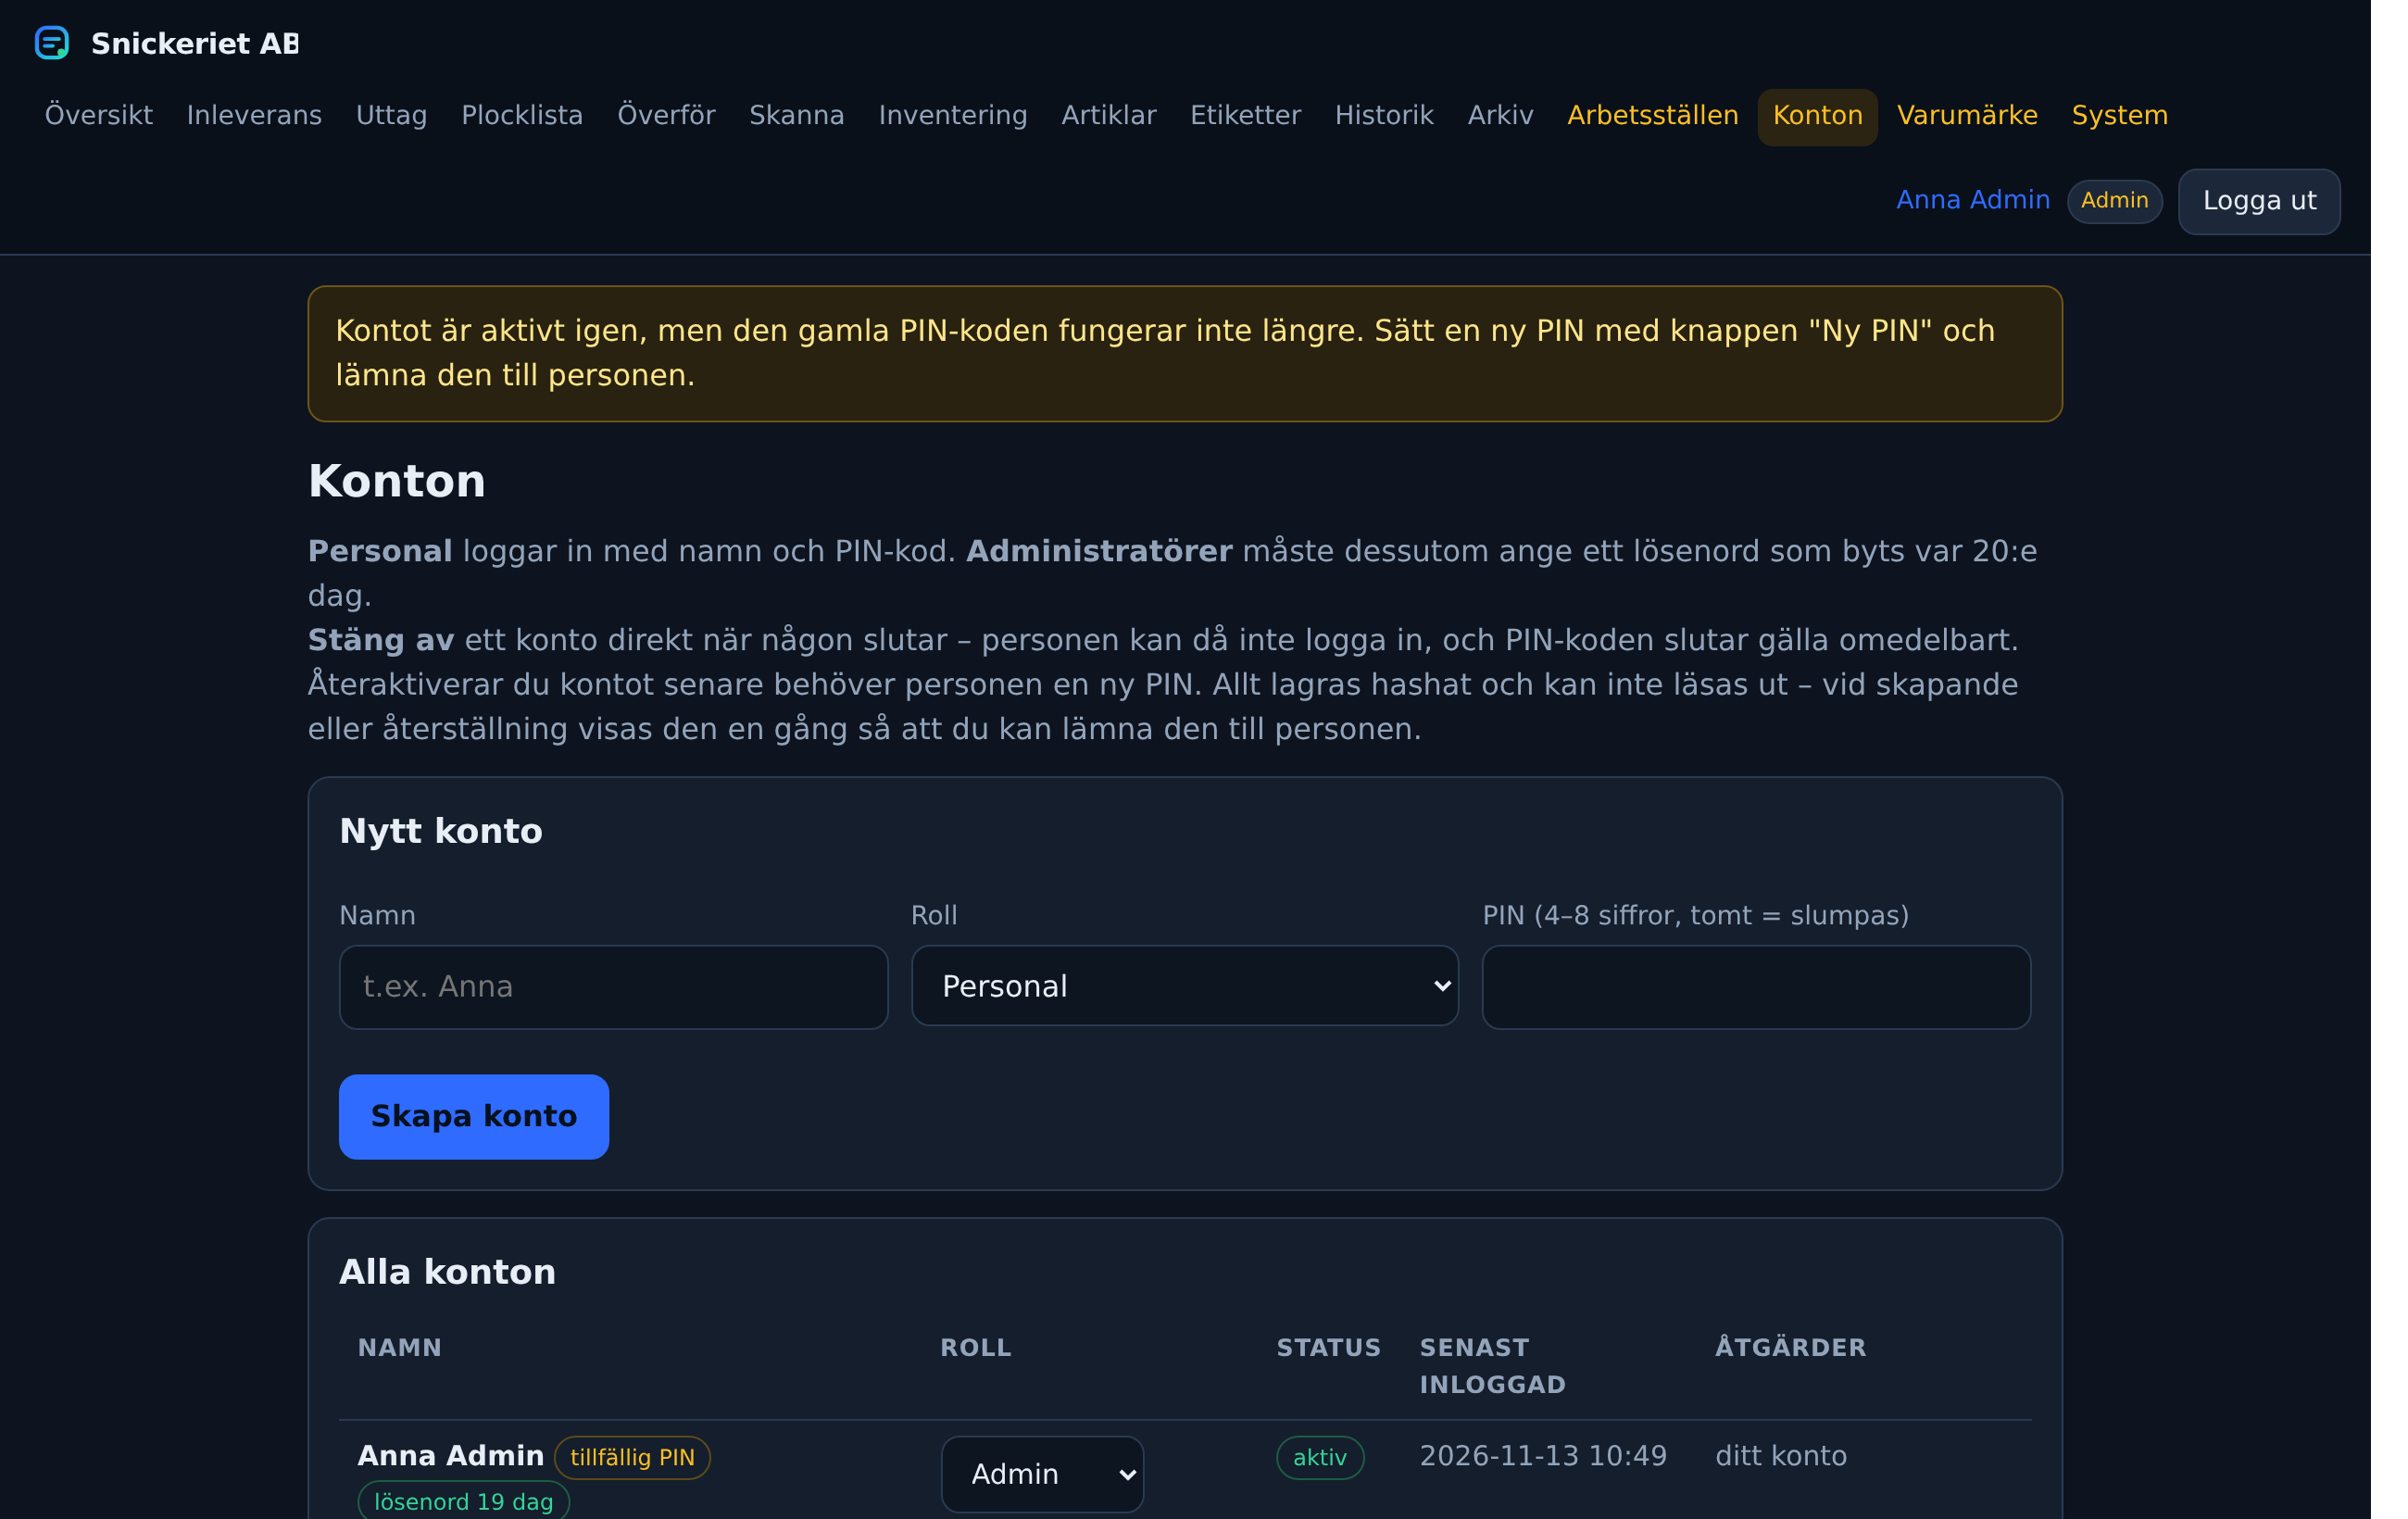 Snickeriet AB
Översikt Inleverans Uttag Plocklista Överför Skanna Inventering Artiklar Etiketter Historik Arkiv Arbetsställen Konton Varumärke System
Anna Admin Admin Logga ut
Kontot är aktivt igen, men den gamla PIN-koden fungerar inte längre. Sätt en ny PIN med knappen "Ny PIN" och
lämna den till personen.
Konton
Personal loggar in med namn och PIN-kod. Administratörer måste dessutom ange ett lösenord som byts var 20:e
dag.
Stäng av ett konto direkt när någon slutar – personen kan då inte logga in, och PIN-koden slutar gälla omedelbart.
Återaktiverar du kontot senare behöver personen en ny PIN. Allt lagras hashat och kan inte läsas ut – vid skapande
eller återställning visas den en gång så att du kan lämna den till personen.
Nytt konto
Namn Roll PIN (4–8 siffror, tomt = slumpas)
t.ex. Anna Personal
Skapa konto
Alla konton
NAMN ROLL STATUS SENAST INLOGGAD ÅTGÄRDER
Anna Admin tillfällig PIN Admin aktiv 2026-11-13 10:49 ditt konto
lösenord 19 dag